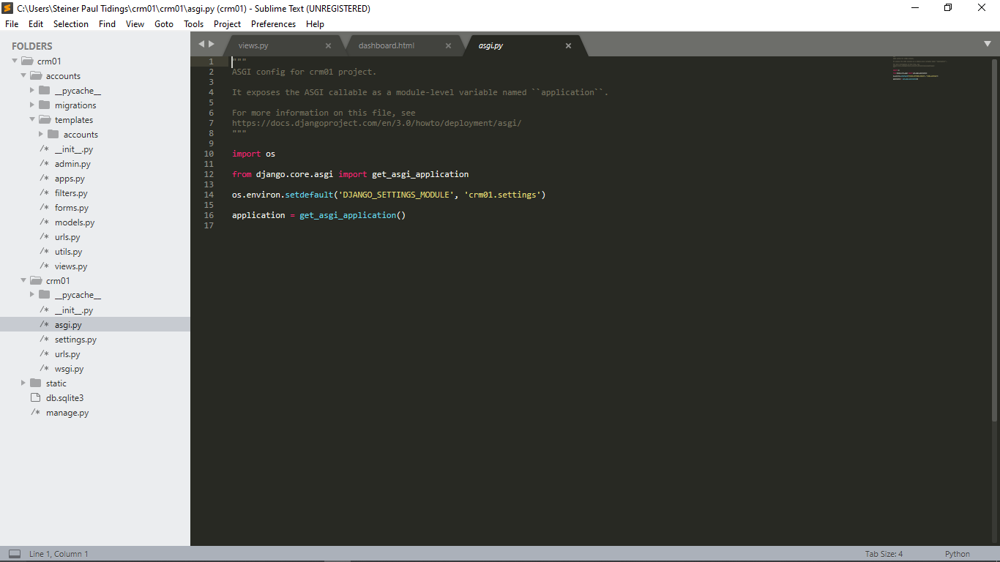 C:\Users\Steiner Paul Tidings\crm01\crm01\asgi.py (crm01) - Sublime Text (UNREGISTERED)
File Edit Selection Find View Goto Tools Project Preferences Help
FOLDERS
crm01
accounts
__pycache__
migrations
templates
accounts
/* __init__.py
/* admin.py
/* apps.py
/* filters.py
/* forms.py
/* models.py
/* urls.py
/* utils.py
/* views.py
crm01
__pycache__
/* __init__.py
/* asgi.py
/* settings.py
/* urls.py
/* wsgi.py
static
db.sqlite3
/* manage.py
views.py dashboard.html asgi.py
1 """
2 ASGI config for crm01 project.
3
4 It exposes the ASGI callable as a module-level variable named ``application``.
5
6 For more information on this file, see
7 https://docs.djangoproject.com/en/3.0/howto/deployment/asgi/
8 """
9
10 import os
11
12 from django.core.asgi import get_asgi_application
13
14 os.environ.setdefault('DJANGO_SETTINGS_MODULE', 'crm01.settings')
15
16 application = get_asgi_application()
17
Line 1, Column 1 Tab Size: 4 Python